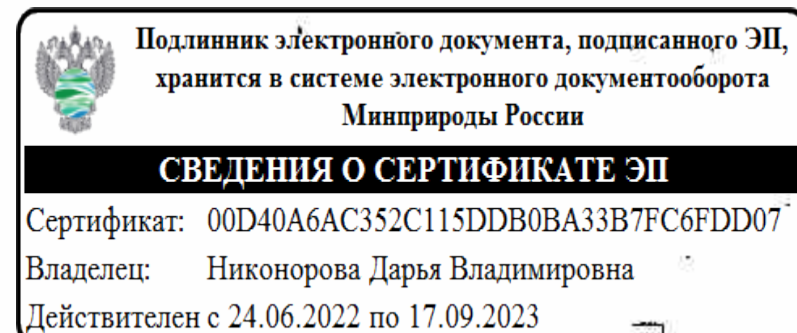 Подлинник электронного документа, подписанного ЭП,
хранится в системе электронного документооборота
Минприроды России
СВЕДЕНИЯ О СЕРТИФИКАТЕ ЭП
Сертификат: 00D40A6AC352C115DDB0BA33B7FC6FDD07
Владелец: Никонорова Дарья Владимировна
Действителен с 24.06.2022 по 17.09.2023